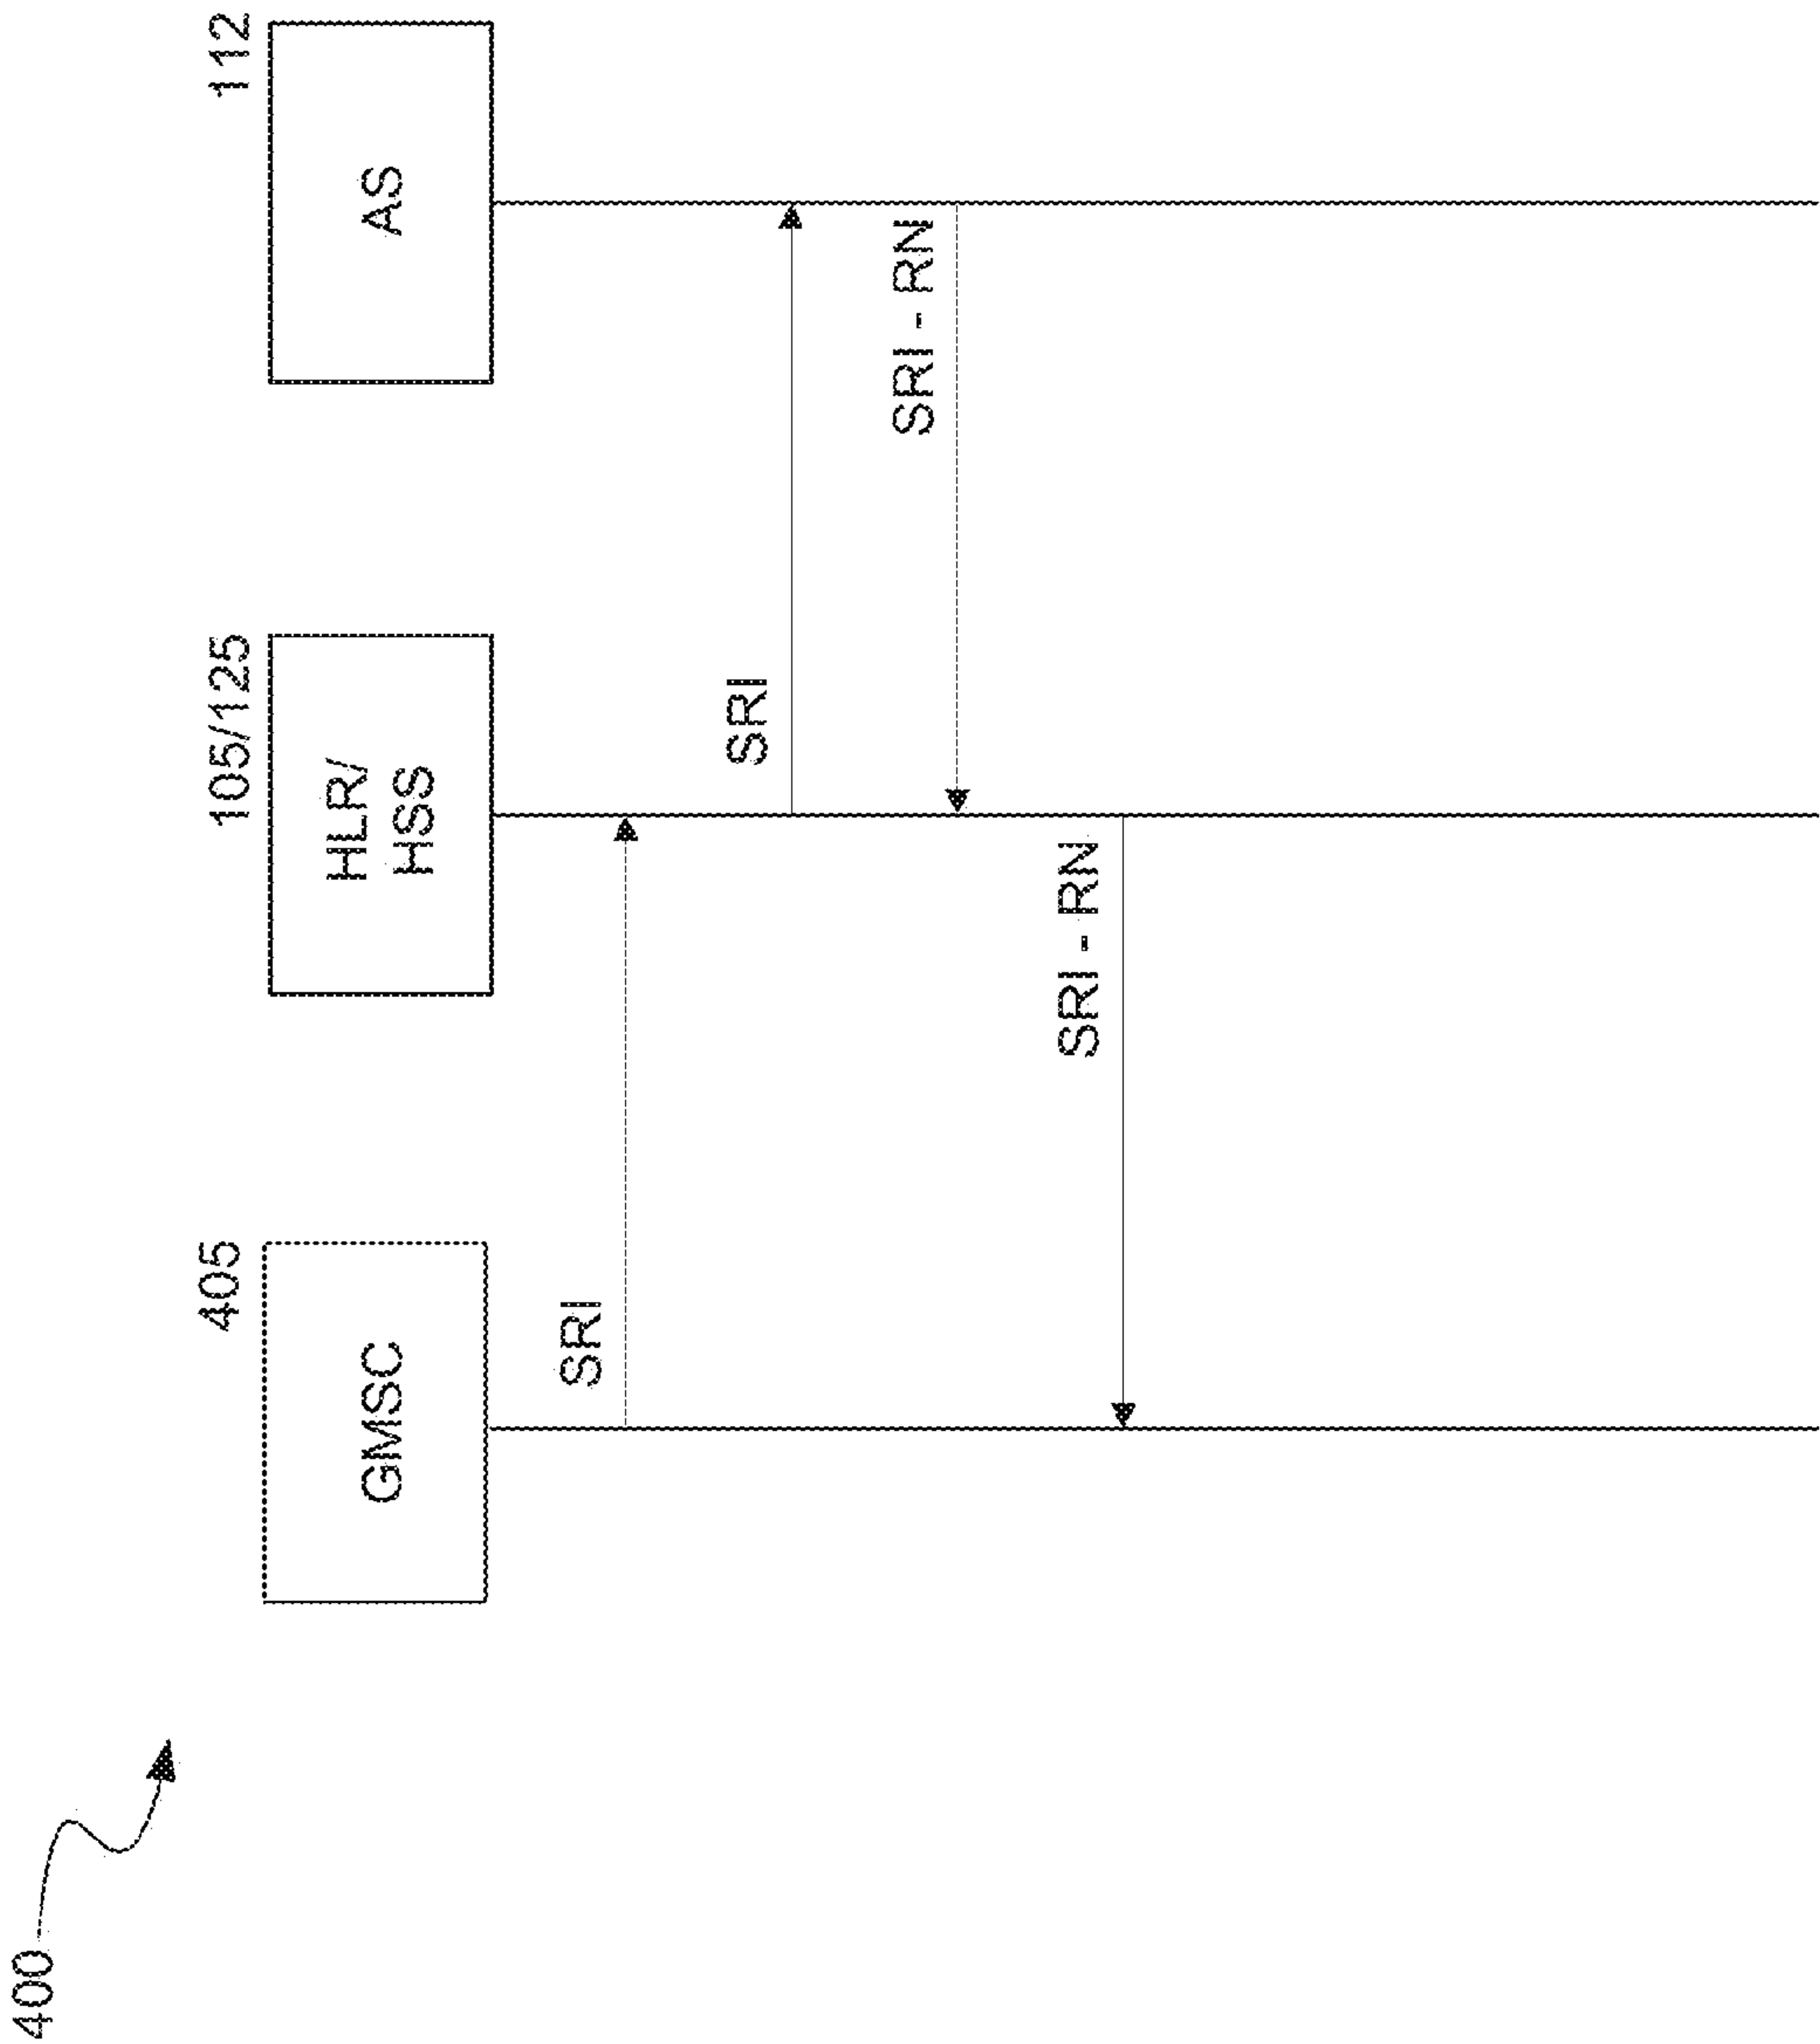 400
405
GMSC
105/125
HLR/
HSS
112
AS
SRI
SRI
SRI - RN
SRI - RN